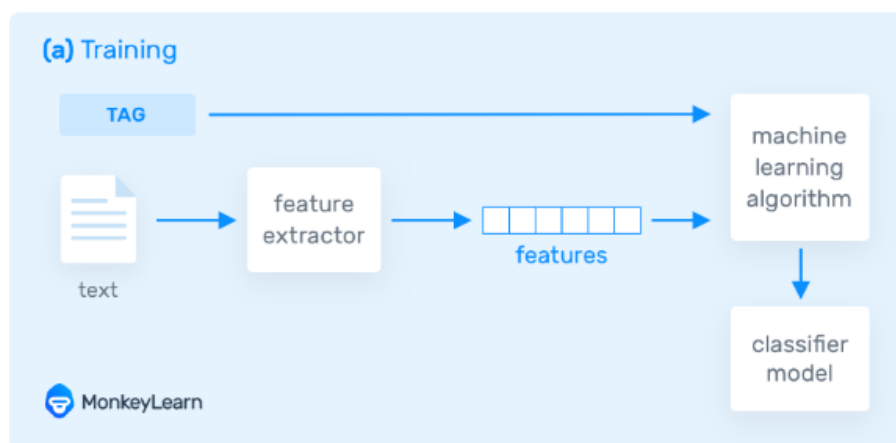 (a) Training
TAG
machine
learning
algorithm
feature
extractor
features
text
classifier
model
MonkeyLearn